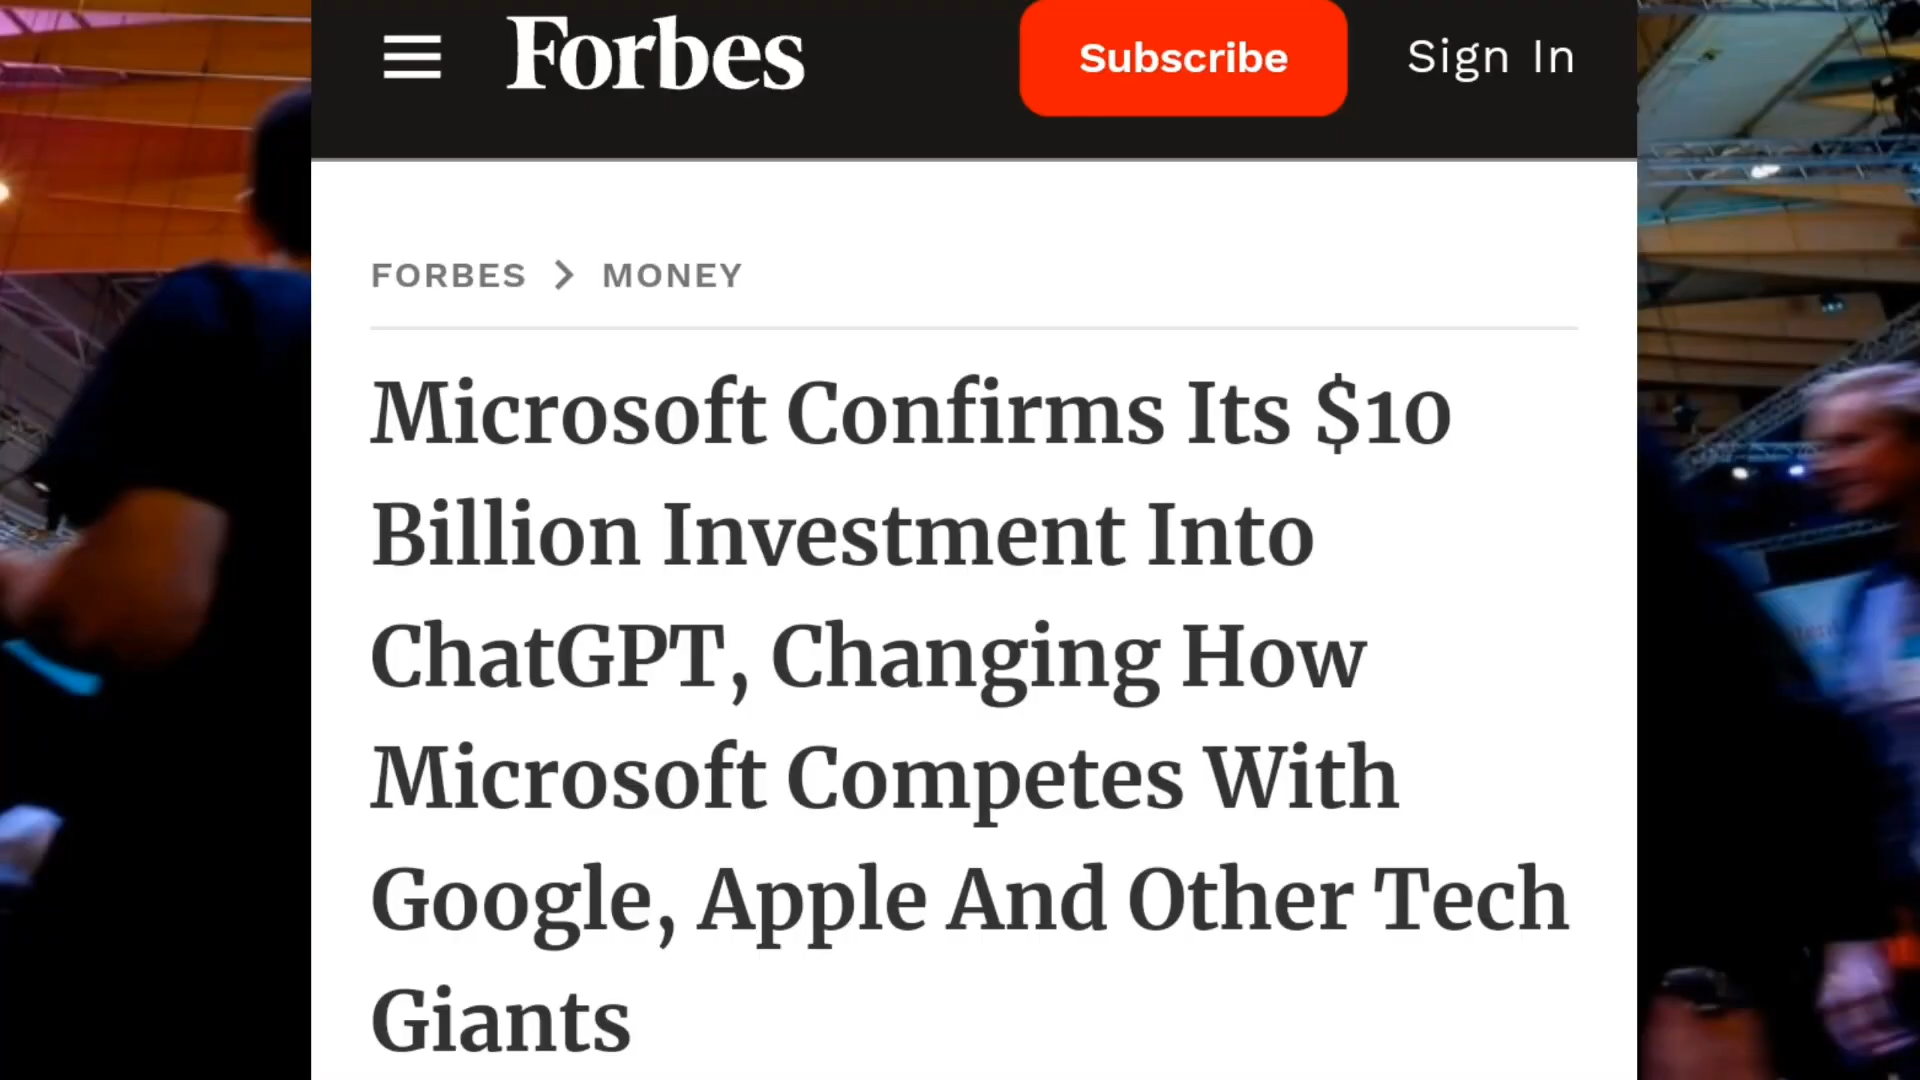 Forbes
Subscribe
Sign In
FORBES > MONEY
Microsoft Confirms Its $10
Billion Investment Into
ChatGPT, Changing How
Microsoft Competes With
Google, Apple And Other Tech
Giants